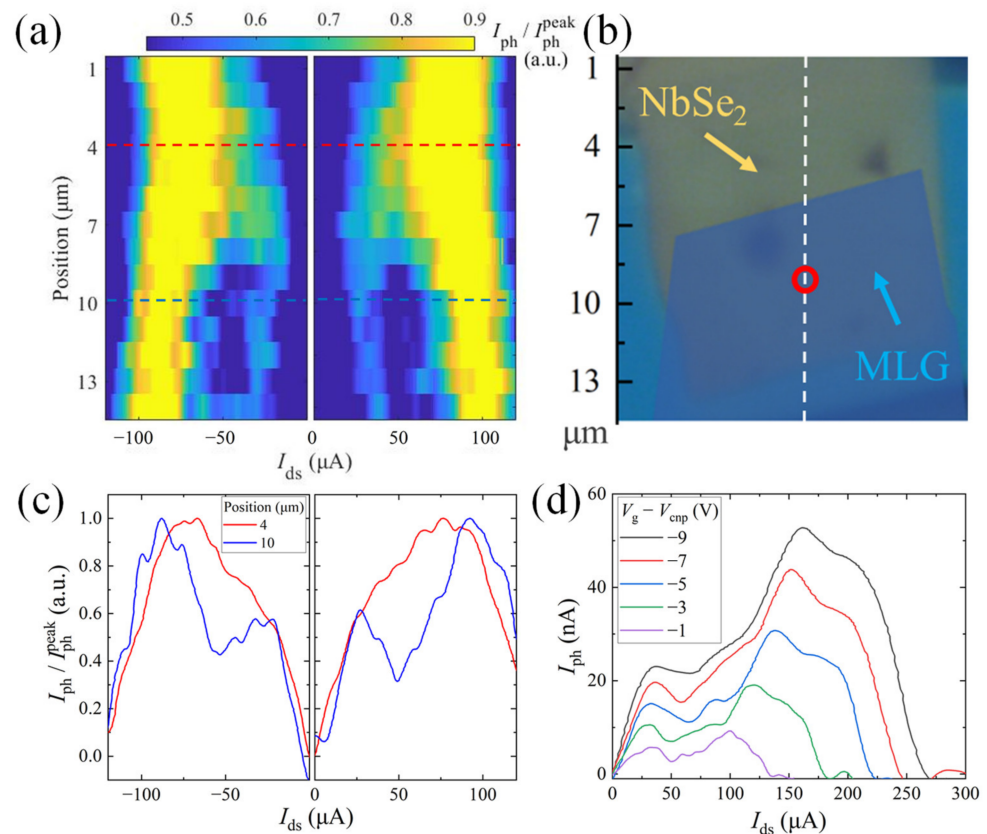 (a)
0.5 0.6 0.7 0.8 0.9
I_ph / I_ph^peak
(a.u.)
1
4
7
10
13
Position (μm)
−100 −50 0 50 100
I_ds (μA)
(b)
1
4
7
10
13
μm
NbSe₂
MLG
(c)
Position (μm)
4
10
1.0
0.8
0.6
0.4
0.2
0.0
I_ph / I_ph^peak (a.u.)
−100 −50 0 50 100
I_ds (μA)
(d)
V_g − V_cnp (V)
−9
−7
−5
−3
−1
60
40
20
0
I_ph (nA)
0 50 100 150 200 250 300
I_ds (μA)